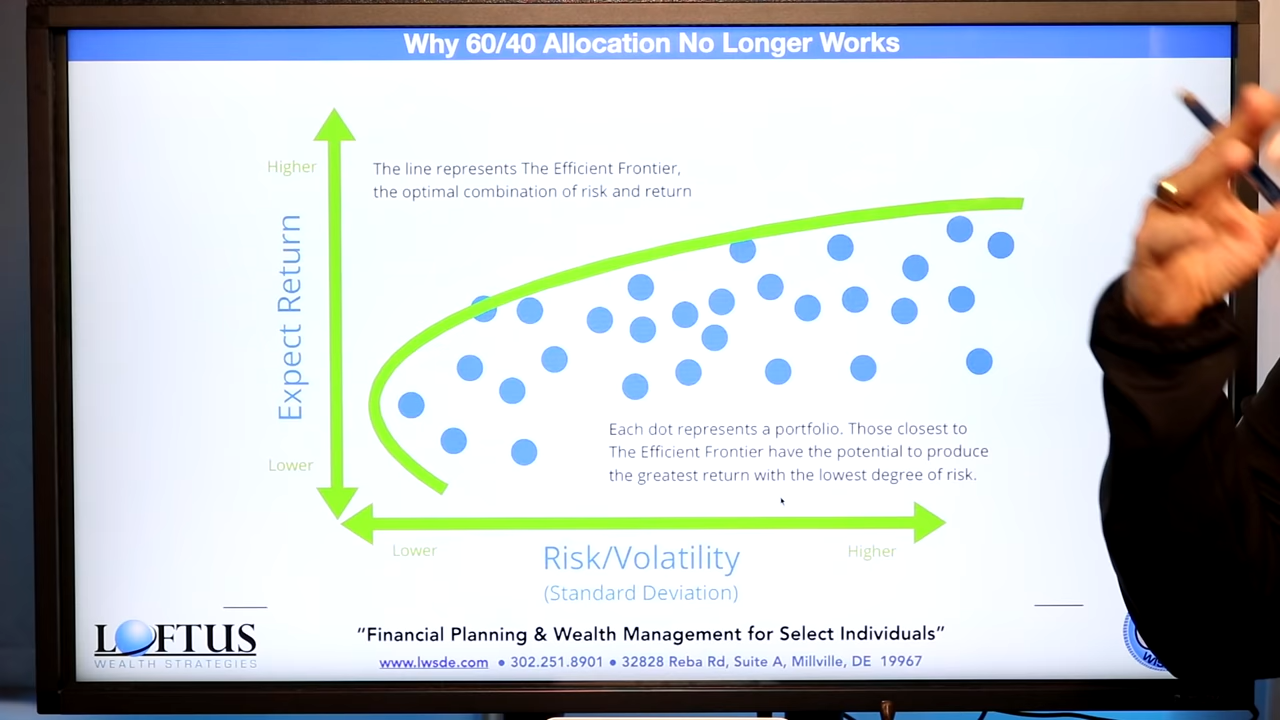 Why 60/40 Allocation No Longer Works
Higher
The line represents The Efficient Frontier,
the optimal combination of risk and return
Expect Return
Each dot represents a portfolio. Those closest to
The Efficient Frontier have the potential to produce
the greatest return with the lowest degree of risk.
Lower
Lower
Higher
Risk/Volatility
(Standard Deviation)
LOFTUS
WEALTH STRATEGIES
“Financial Planning & Wealth Management for Select Individuals”
www.lwsde.com • 302.251.8901 • 32828 Reba Rd, Suite A, Millville, DE 19967